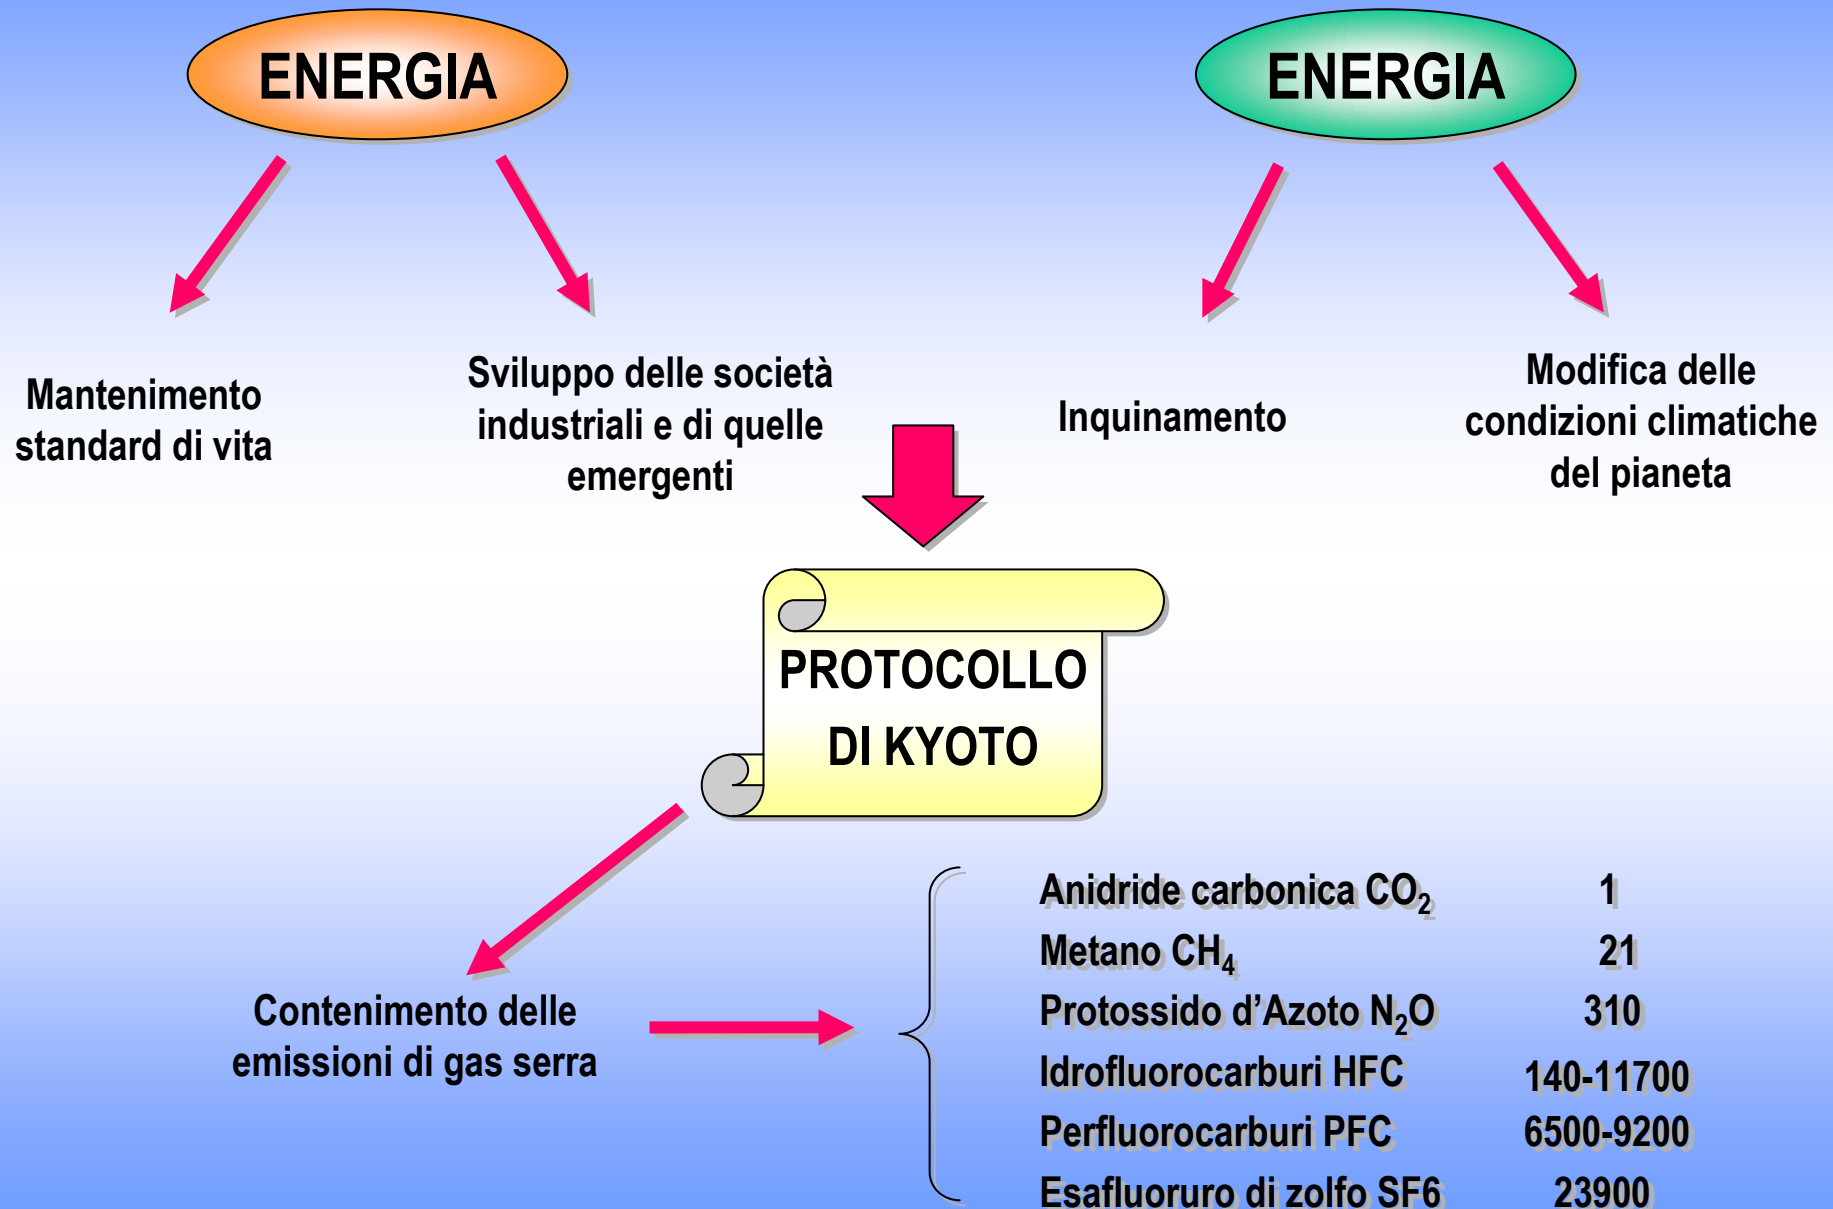 ENERGIA
ENERGIA
Mantenimento
standard di vita
Sviluppo delle società
industriali e di quelle
emergenti
Inquinamento
Modifica delle
condizioni climatiche
del pianeta
PROTOCOLLO
DI KYOTO
Contenimento delle
emissioni di gas serra
Anidride carbonica CO₂ 1
Metano CH₄ 21
Protossido d’Azoto N₂O 310
Idrofluorocarburi HFC 140-11700
Perfluorocarburi PFC 6500-9200
Esafluoruro di zolfo SF6 23900